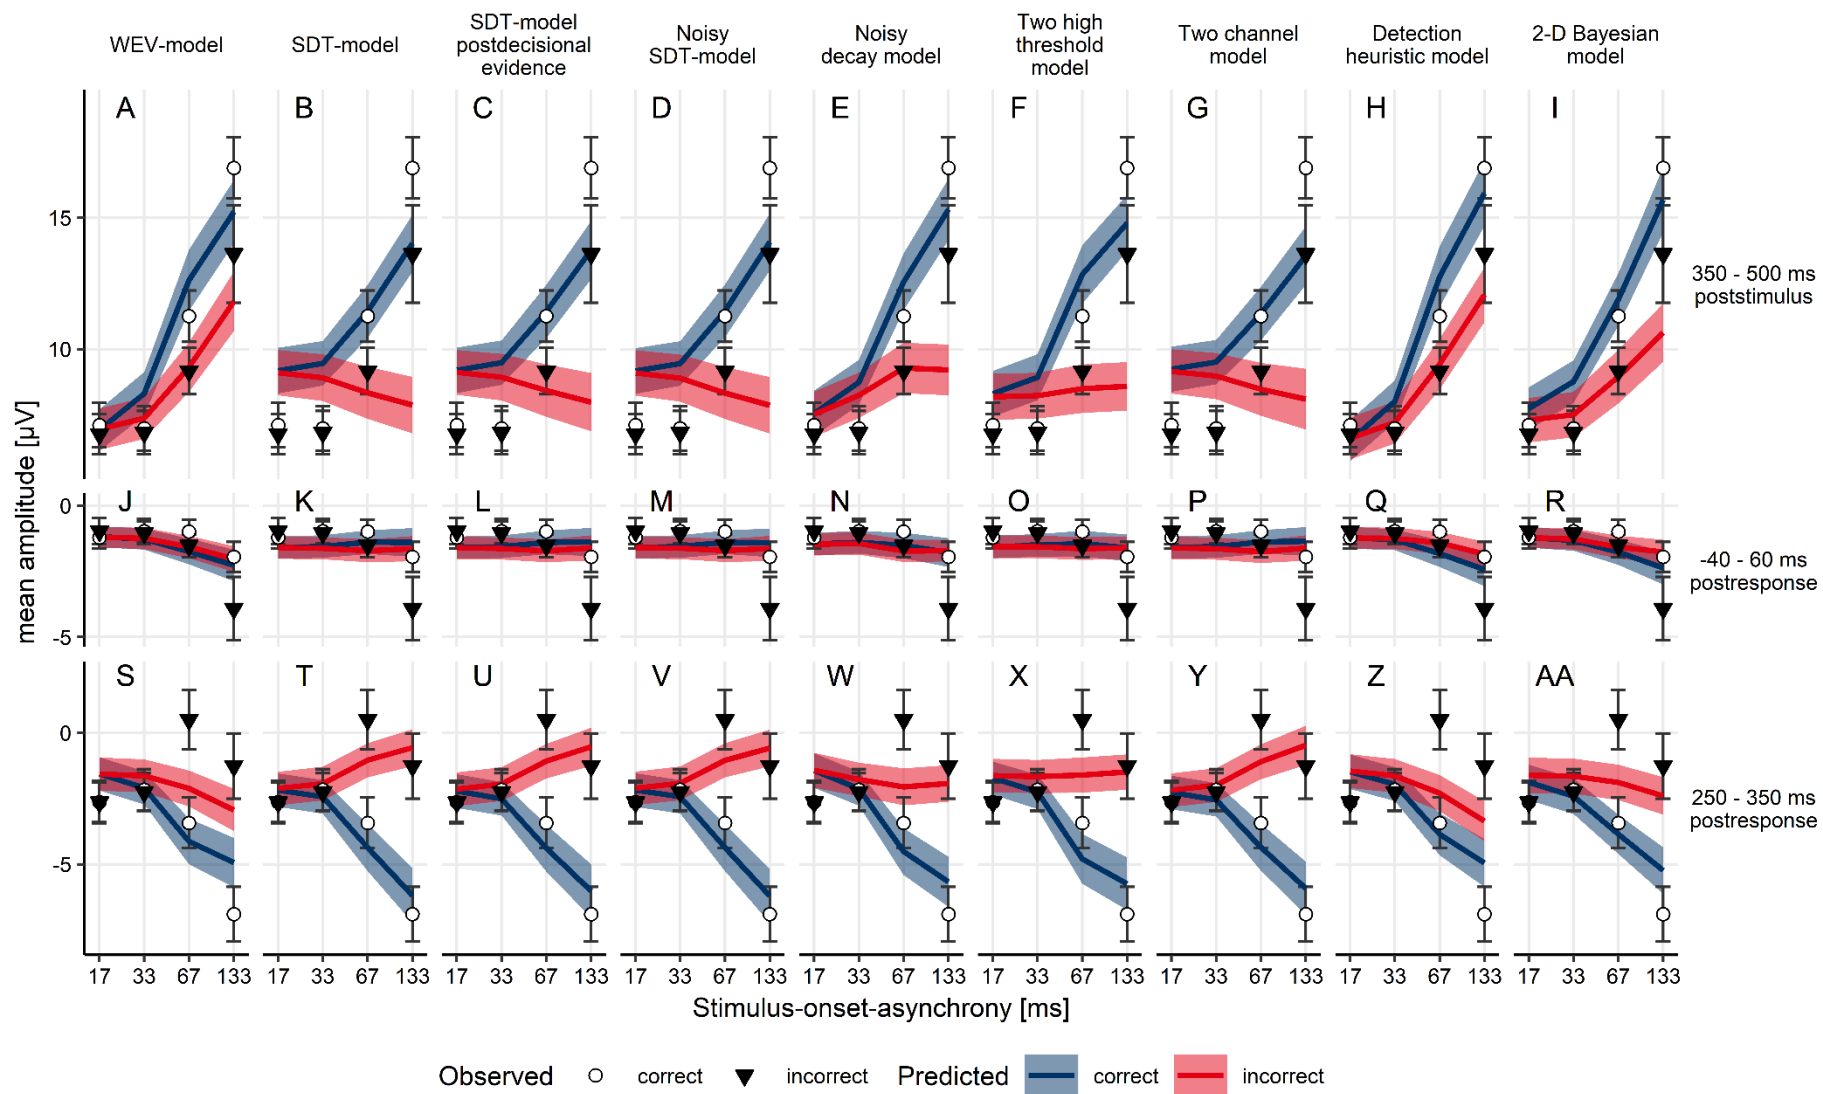 WEV-model
SDT-model
SDT-model
postdecisional
evidence
Noisy
SDT-model
Noisy
decay model
Two high
threshold
model
Two channel
model
Detection
heuristic model
2-D Bayesian
model
A
B
C
D
E
F
G
H
I
15
10
350 - 500 ms
poststimulus
J
K
L
M
N
O
P
Q
R
0
-5
-40 - 60 ms
postresponse
S
T
U
V
W
X
Y
Z
AA
0
-5
250 - 350 ms
postresponse
mean amplitude [µV]
17 33 67 133
17 33 67 133
17 33 67 133
17 33 67 133
17 33 67 133
17 33 67 133
17 33 67 133
17 33 67 133
17 33 67 133
Stimulus-onset-asynchrony [ms]
Observed correct incorrect Predicted correct incorrect